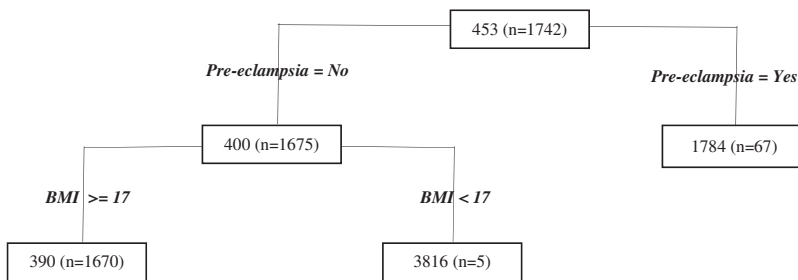 453 (n=1742)
Pre-eclampsia = No
Pre-eclampsia = Yes
400 (n=1675)
1784 (n=67)
BMI >= 17
BMI < 17
390 (n=1670)
3816 (n=5)